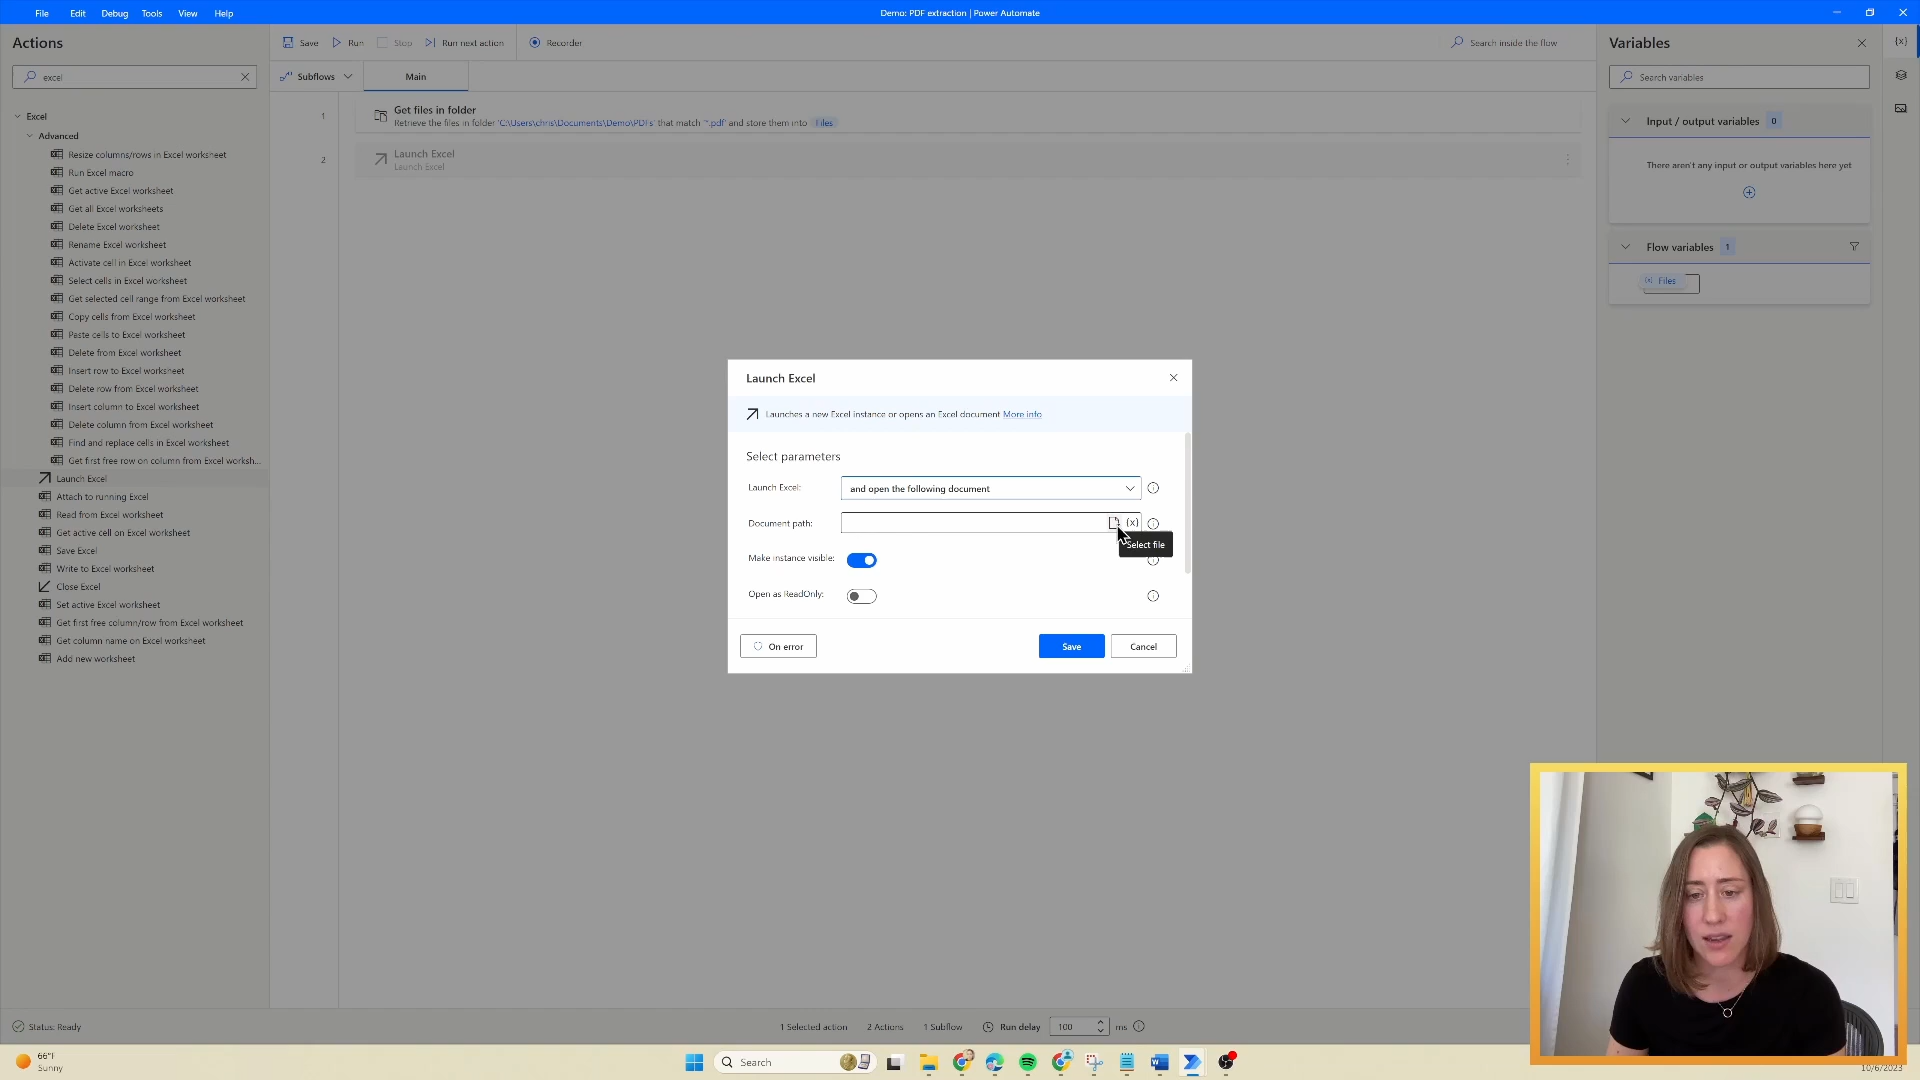 File Edit Debug Tools View Help
Demo: PDF extraction | Power Automate
Actions
excel
Excel
Advanced
Resize columns/rows in Excel worksheet
Run Excel macro
Get active Excel worksheet
Get all Excel worksheets
Delete Excel worksheet
Rename Excel worksheet
Activate cell in Excel worksheet
Select cells in Excel worksheet
Get selected cell range from Excel worksheet
Copy cells from Excel worksheet
Paste cells to Excel worksheet
Delete from Excel worksheet
Insert row to Excel worksheet
Delete row from Excel worksheet
Insert column to Excel worksheet
Delete column from Excel worksheet
Find and replace cells in Excel worksheet
Get first free row on column from Excel worksh...
Launch Excel
Attach to running Excel
Read from Excel worksheet
Get active cell on Excel worksheet
Save Excel
Write to Excel worksheet
Close Excel
Set active Excel worksheet
Get first free column/row from Excel worksheet
Get column name on Excel worksheet
Add new worksheet
Save Run Stop Run next action Recorder
Search inside the flow
Subflows Main
1
Get files in folder
Retrieve the files in folder 'C:\Users\chris\Documents\Demo\PDFs' that match '*.pdf' and store them into Files
2
Launch Excel
Launch Excel
Launch Excel
Launches a new Excel instance or opens an Excel document More info
Select parameters
Launch Excel: and open the following document
Document path: {x}
Select file
Make instance visible:
Open as ReadOnly:
On error Save Cancel
Variables
{x}
Search variables
Input / output variables 0
There aren't any input or output variables here yet
Flow variables 1
(x) Files
Status: Ready
1 Selected action 2 Actions 1 Subflow Run delay 100 ms
66°F
Sunny
Search
10/6/2023